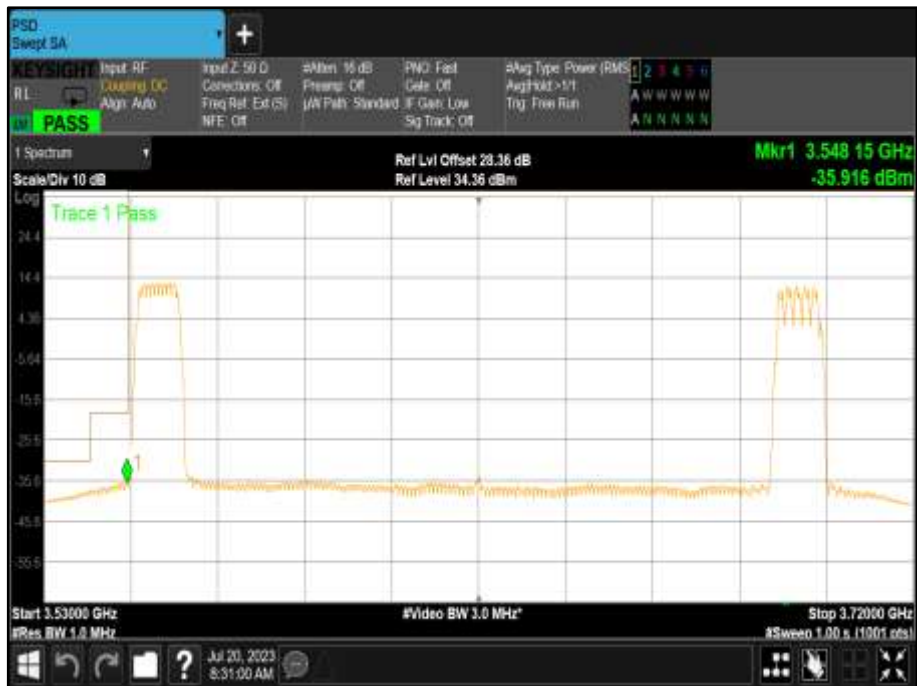 PSD
Swept SA
+
KEYSIGHT
RL
PASS
Input: RF
Coupling: DC
Align: Auto
Input Z: 50 Ω
Corrections: Off
Freq Ref: Ext (S)
NFE: Off
#Atten: 16 dB
Preamp: Off
µW Path: Standard
PNO: Fast
Gate: Off
IF Gain: Low
Sig Track: Off
#Avg Type: Power (RMS
Avg|Hold:>1/1
Trig: Free Run
1 2 3 4 5 6
A W W W W W
A N N N N N
1 Spectrum
Scale/Div 10 dB
Ref Lvl Offset 28.36 dB
Ref Level 34.36 dBm
Mkr1 3.548 15 GHz
-35.916 dBm
Log
Trace 1 Pass
24.4
14.4
4.36
-5.64
-15.6
-25.6
-35.6
-45.6
-55.6
1
Start 3.53000 GHz
#Res BW 1.0 MHz
#Video BW 3.0 MHz*
Stop 3.72000 GHz
#Sweep 1.00 s (1001 pts)
?
Jul 20, 2023
8:31:00 AM